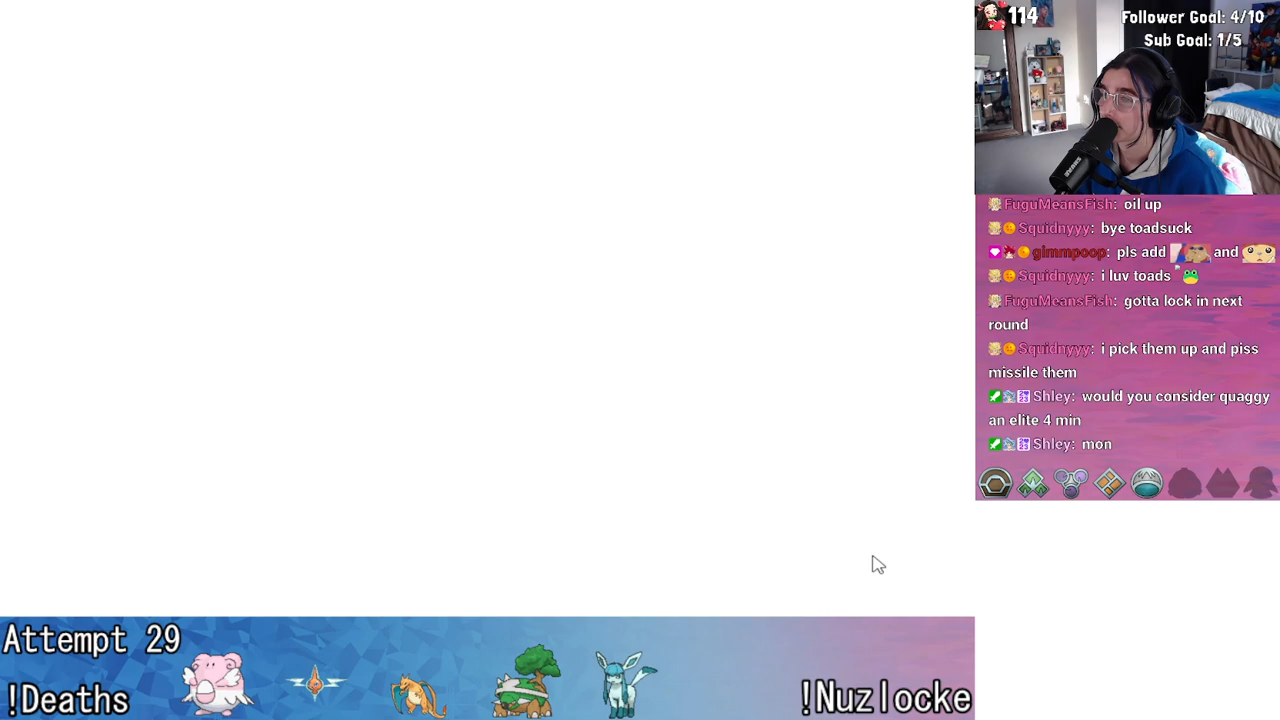 114
Follower Goal: 4/10
Sub Goal: 1/5
SHURE
FuguMeansFish: oil up
Squidnyyy: bye toadsuck
gimmpoop: pls add and
Squidnyyy: i luv toads
FuguMeansFish: gotta lock in next
round
Squidnyyy: i pick them up and piss
missile them
Shley: would you consider quaggy
an elite 4 min
Shley: mon
Attempt 29
!Deaths
!Nuzlocke